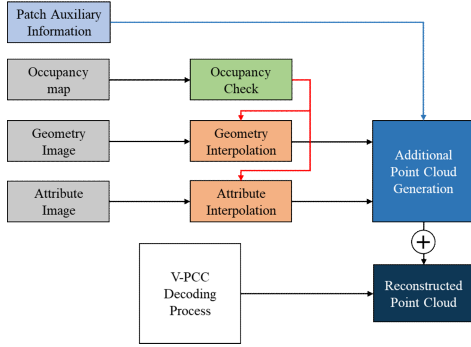 Patch Auxiliary
Information
Occupancy
map
Occupancy
Check
Geometry
Image
Geometry
Interpolation
Additional
Point Cloud
Generation
Attribute
Image
Attribute
Interpolation
+
V-PCC
Decoding
Process
Reconstructed
Point Cloud